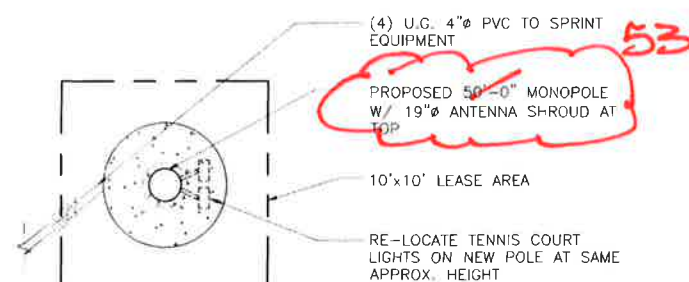 (4) U.G. 4"ø PVC TO SPRINT
EQUIPMENT
53
PROPOSED 50'-0" MONOPOLE
W/ 19"ø ANTENNA SHROUD AT
TOP
10'x10' LEASE AREA
RE-LOCATE TENNIS COURT
LIGHTS ON NEW POLE AT SAME
APPROX. HEIGHT